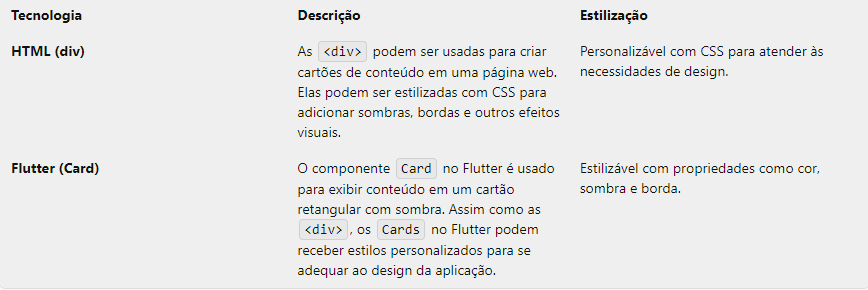 Tecnologia Descrição Estilização
HTML (div) As <div> podem ser usadas para criar Personalizável com CSS para atender às
cartões de conteúdo em uma página web. necessidades de design.
Elas podem ser estilizadas com CSS para
adicionar sombras, bordas e outros efeitos
visuais.
Flutter (Card) O componente Card no Flutter é usado Estilizável com propriedades como cor,
para exibir conteúdo em um cartão sombra e borda.
retangular com sombra. Assim como as
<div>, os Cards no Flutter podem
receber estilos personalizados para se
adequar ao design da aplicação.